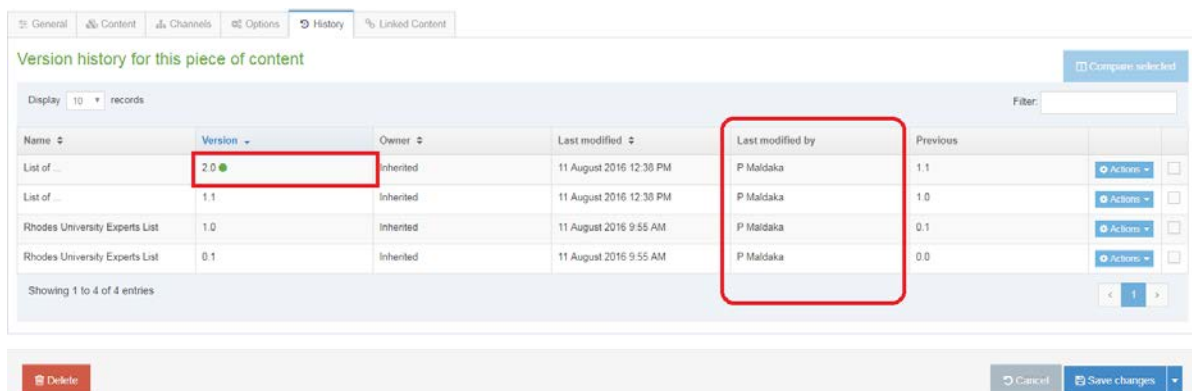 General Content Channels Options History Linked Content
Version history for this piece of content
Compare selected
Display 10 records Filter:
Name Version Owner Last modified Last modified by Previous
List of ... 2.0 Inherited 11 August 2016 12:38 PM P Maldaka 1.1 Actions
List of ... 1.1 Inherited 11 August 2016 12:38 PM P Maldaka 1.0 Actions
Rhodes University Experts List 1.0 Inherited 11 August 2016 9:55 AM P Maldaka 0.1 Actions
Rhodes University Experts List 0.1 Inherited 11 August 2016 9:55 AM P Maldaka 0.0 Actions
Showing 1 to 4 of 4 entries < 1 >
Delete Cancel Save changes